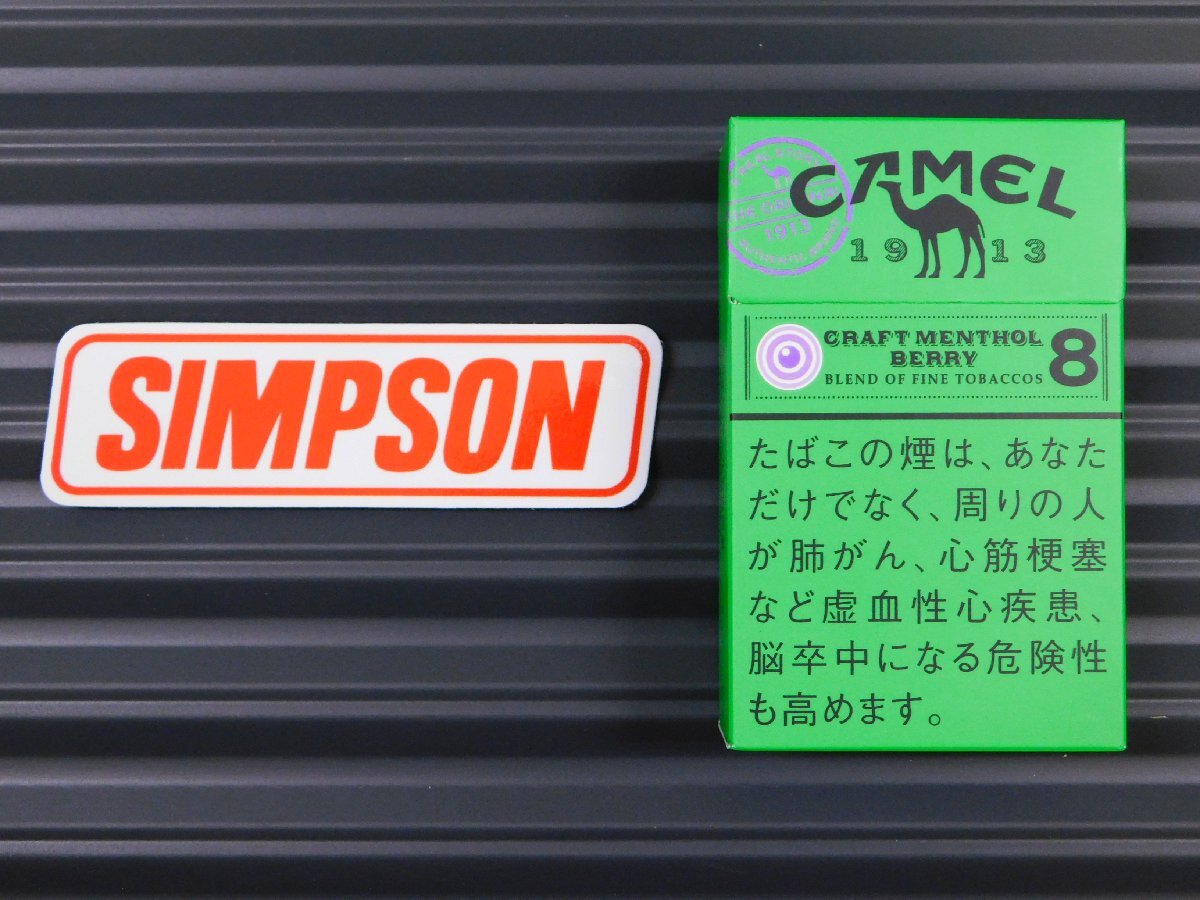 SIMPSON
CAMEL
1913
CRAFT MENTHOL
BERRY
BLEND OF FINE TOBACCOS
8
たばこの煙は、あなた
だけでなく、周りの人
が肺がん、心筋梗塞
など虚血性心疾患、
脳卒中になる危険性
も高めます。
1913